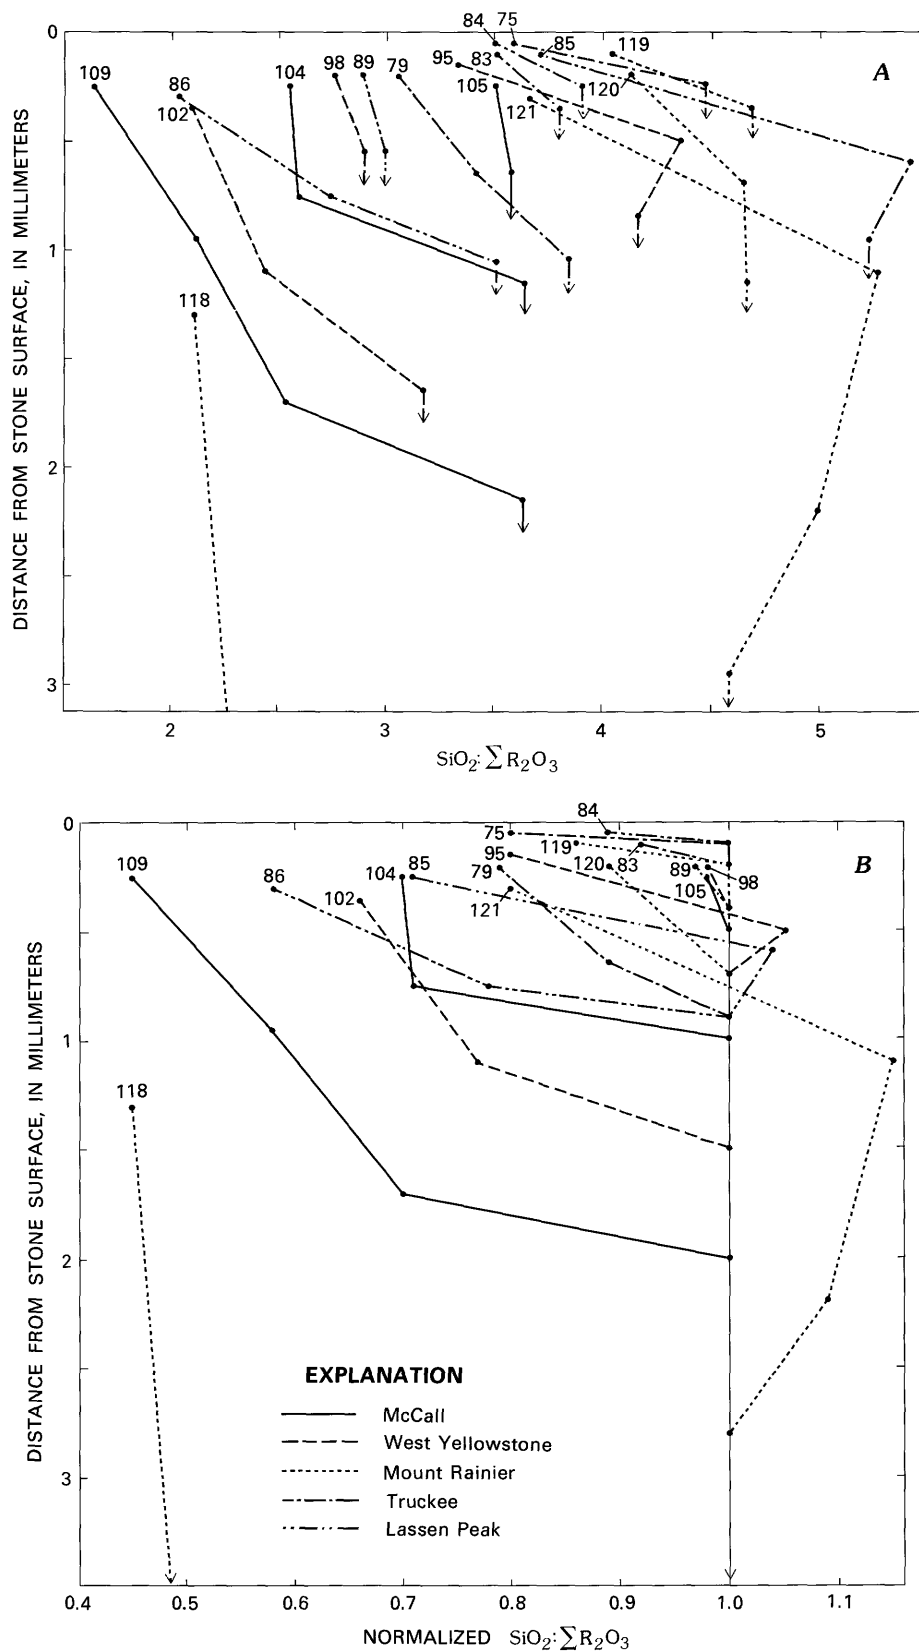 84 75
0
109
86
102
104
98 89 79
95 83
105
121
85
119
120
A
1
118
2
3
DISTANCE FROM STONE SURFACE, IN MILLIMETERS
2 3 4 5
SiO2:∑R2O3
84
0
75
95
79
121
119
120
83
89
105
98
B
109
86
102
104 85
1
118
2
3
DISTANCE FROM STONE SURFACE, IN MILLIMETERS
EXPLANATION
McCall
West Yellowstone
Mount Rainier
Truckee
Lassen Peak
0.4 0.5 0.6 0.7 0.8 0.9 1.0 1.1
NORMALIZED SiO2:∑R2O3